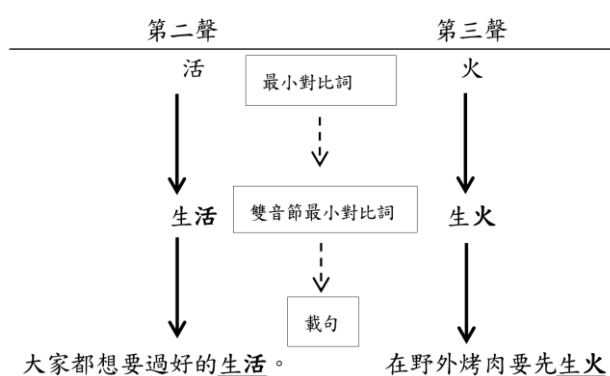 第二聲 第三聲
活 最小對比詞 火
生活 雙音節最小對比詞 生火
載句
大家都想要過好的生活。 在野外烤肉要先生火